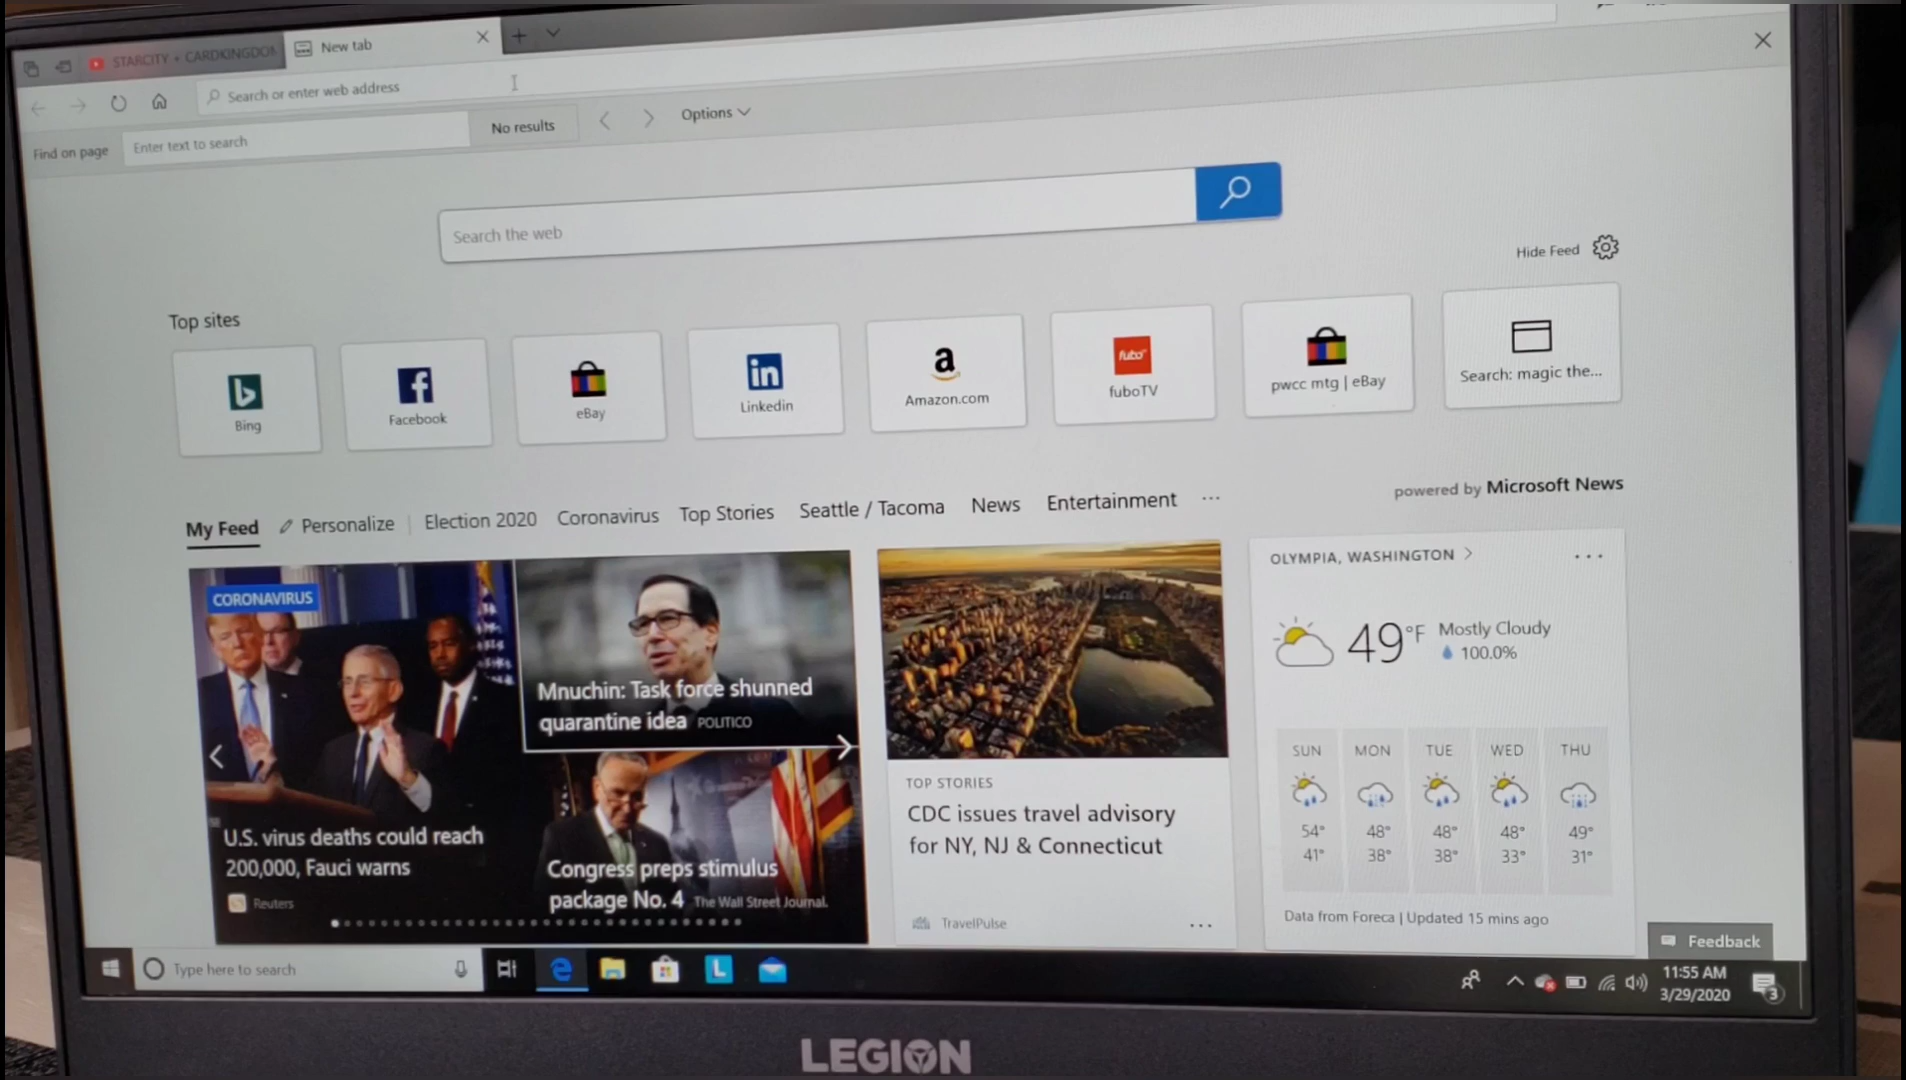 STARCITY + CARDKINGDOM
New tab
Search or enter web address
Find on page
Enter text to search
No results
Options
Search the web
Hide Feed
Top sites
Bing
Facebook
eBay
Linkedin
Amazon.com
fubo
fuboTV
pwcc mtg | eBay
Search: magic the...
My Feed
Personalize
Election 2020
Coronavirus
Top Stories
Seattle / Tacoma
News
Entertainment
powered by Microsoft News
CORONAVIRUS
U.S. virus deaths could reach
200,000, Fauci warns
Reuters
Mnuchin: Task force shunned
quarantine idea POLITICO
Congress preps stimulus
package No. 4 The Wall Street Journal.
TOP STORIES
CDC issues travel advisory
for NY, NJ & Connecticut
TravelPulse
OLYMPIA, WASHINGTON
49°F
Mostly Cloudy
100.0%
SUN MON TUE WED THU
54° 48° 48° 48° 49°
41° 38° 38° 33° 31°
Data from Foreca | Updated 15 mins ago
Feedback
Type here to search
11:55 AM
3/29/2020
3
LEGION